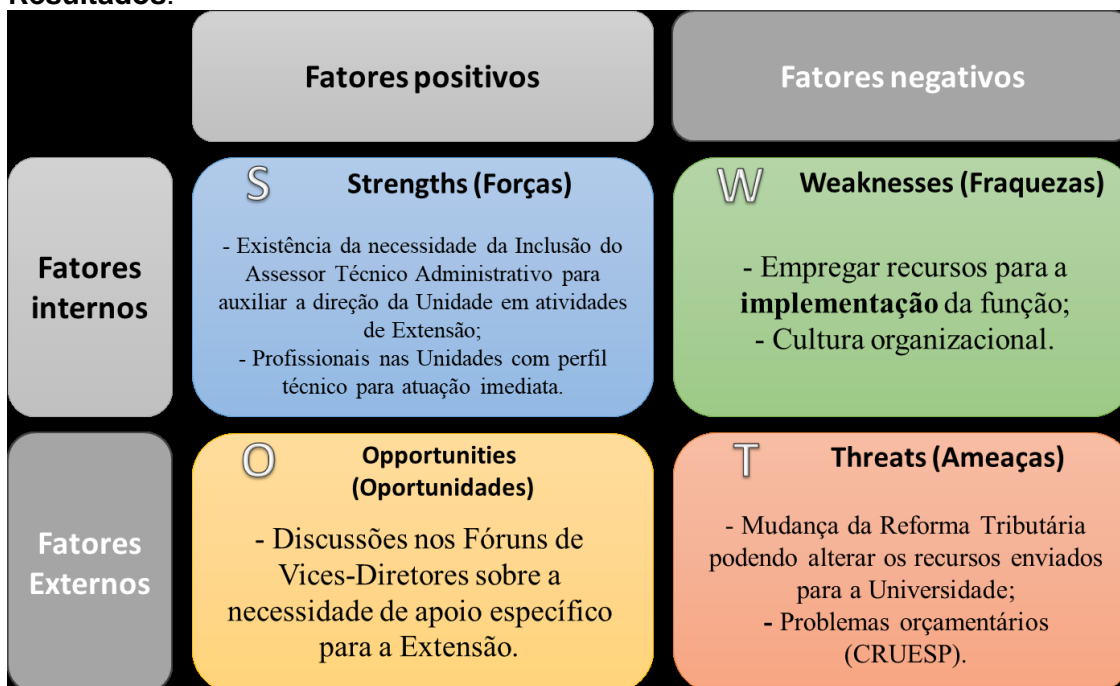 Resultados:
Fatores positivos
Fatores negativos
Fatores
internos
S
Strengths (Forças)
- Existência da necessidade da Inclusão do
Assessor Técnico Administrativo para
auxiliar a direção da Unidade em atividades
de Extensão;
- Profissionais nas Unidades com perfil
técnico para atuação imediata.
W
Weaknesses (Fraquezas)
- Empregar recursos para a
implementação da função;
- Cultura organizacional.
Fatores
Externos
O
Opportunities
(Oportunidades)
- Discussões nos Fóruns de
Vices-Diretores sobre a
necessidade de apoio específico
para a Extensão.
T
Threats (Ameaças)
- Mudança da Reforma Tributária
podendo alterar os recursos enviados
para a Universidade;
- Problemas orçamentários
(CRUESP).